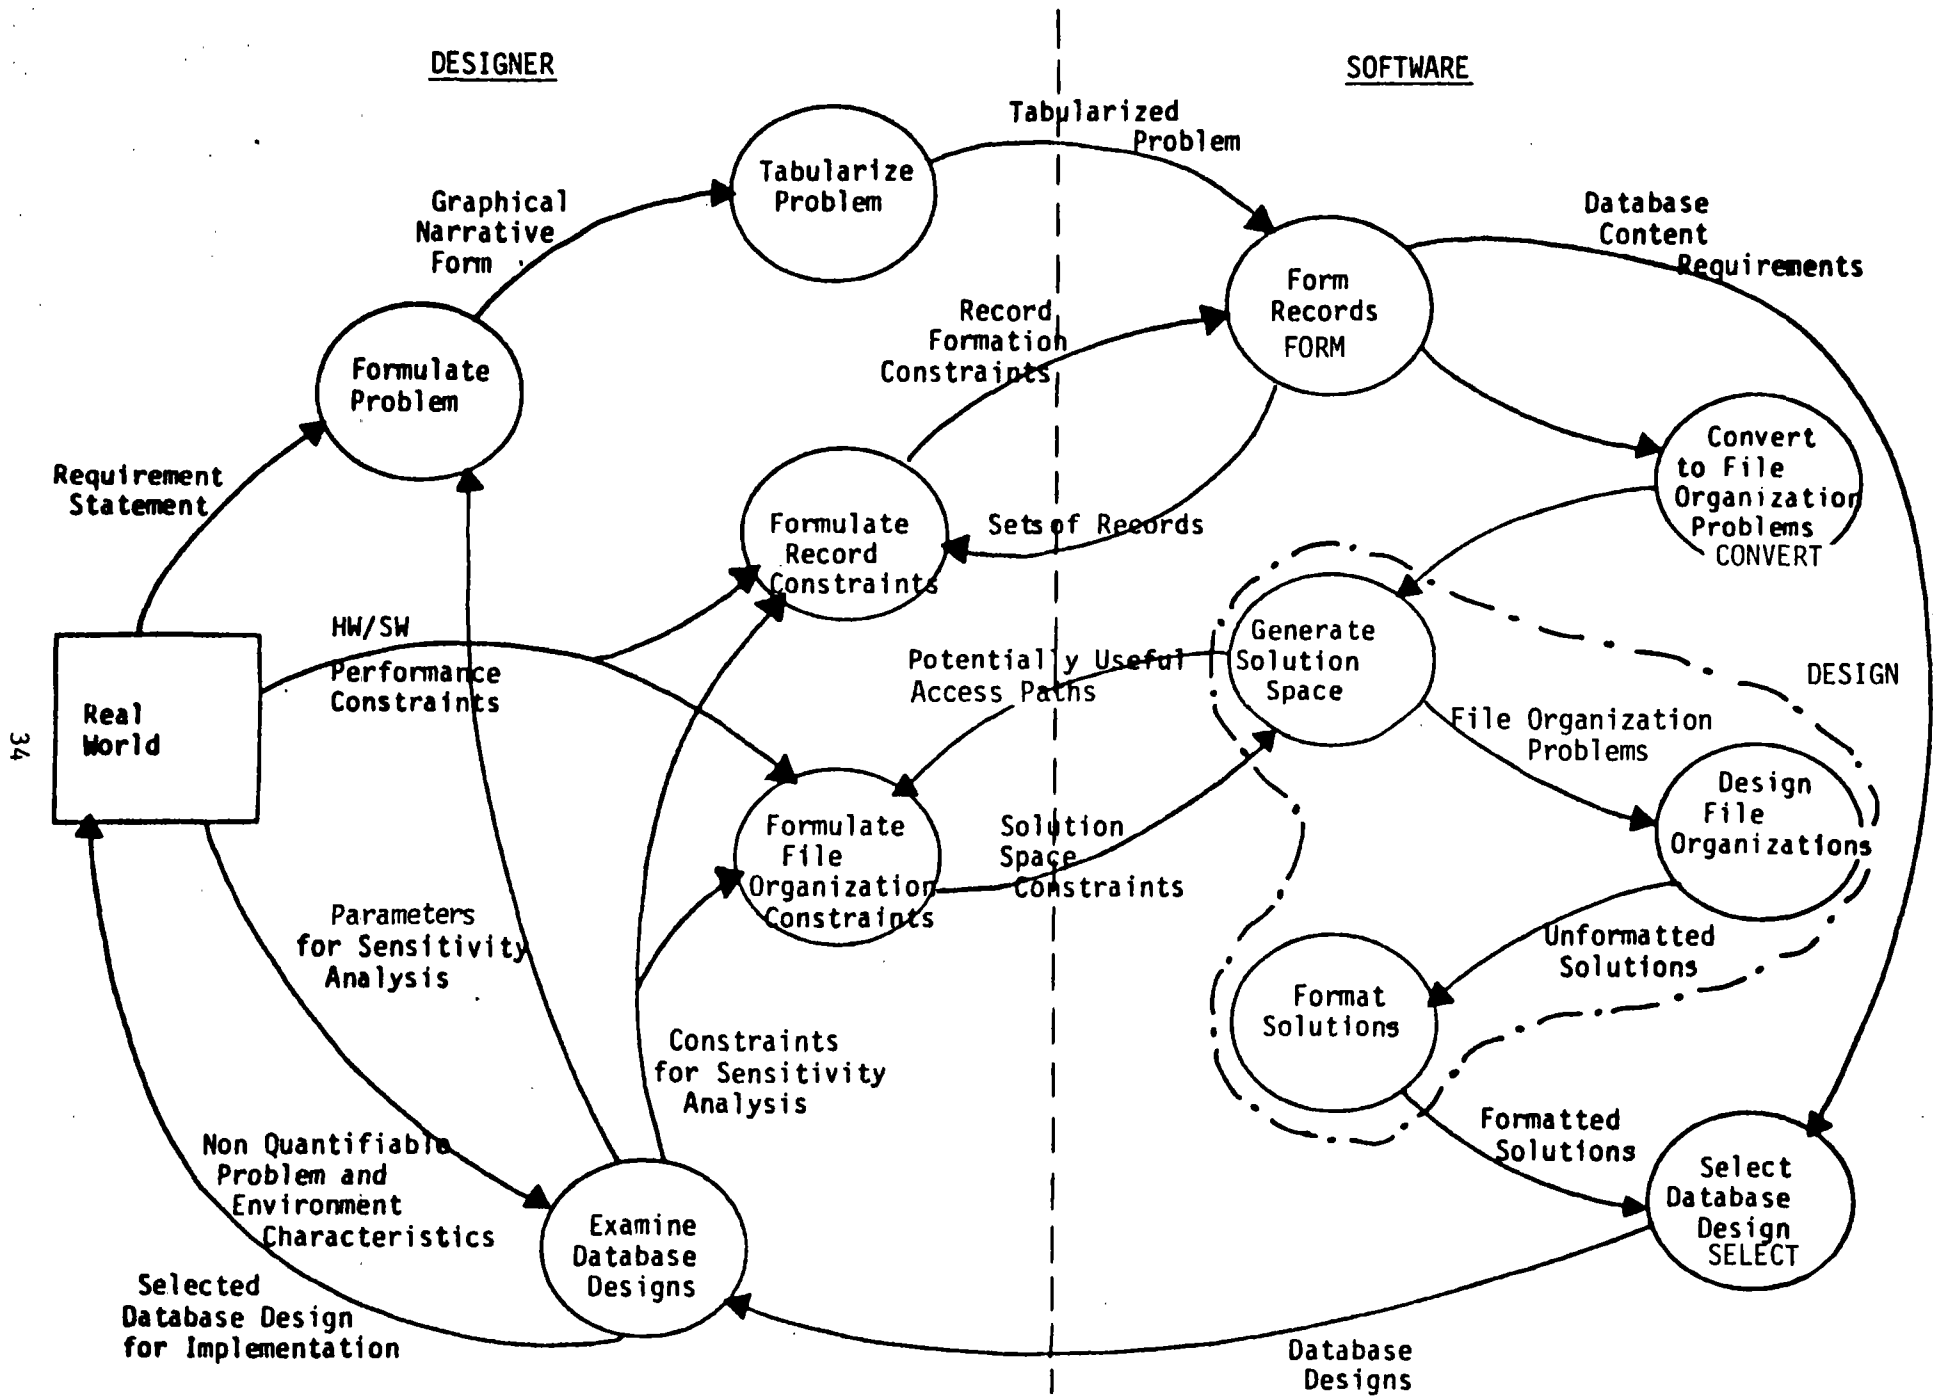 DESIGNER
SOFTWARE
Tabularized
Problem
Tabularize
Problem
Graphical
Narrative
Form
Database
Content
Requirements
Form
Records
FORM
Record
Formation
Constraints
Formulate
Problem
Requirement
Statement
Convert
to File
Organization
Problems
CONVERT
Formulate
Record
Constraints
Sets of Records
HW/SW
Performance
Constraints
Generate
Solution
Space
Potentially Useful
Access Paths
DESIGN
Real
World
34
File Organization
Problems
Design
File
Organizations
Formulate
File
Organization
Constraints
Solution
Space
Constraints
Parameters
for Sensitivity
Analysis
Unformatted
Solutions
Format
Solutions
Constraints
for Sensitivity
Analysis
Non Quantifiable
Problem and
Environment
Characteristics
Formatted
Solutions
Select
Database
Design
SELECT
Examine
Database
Designs
Selected
Database Design
for Implementation
Database
Designs